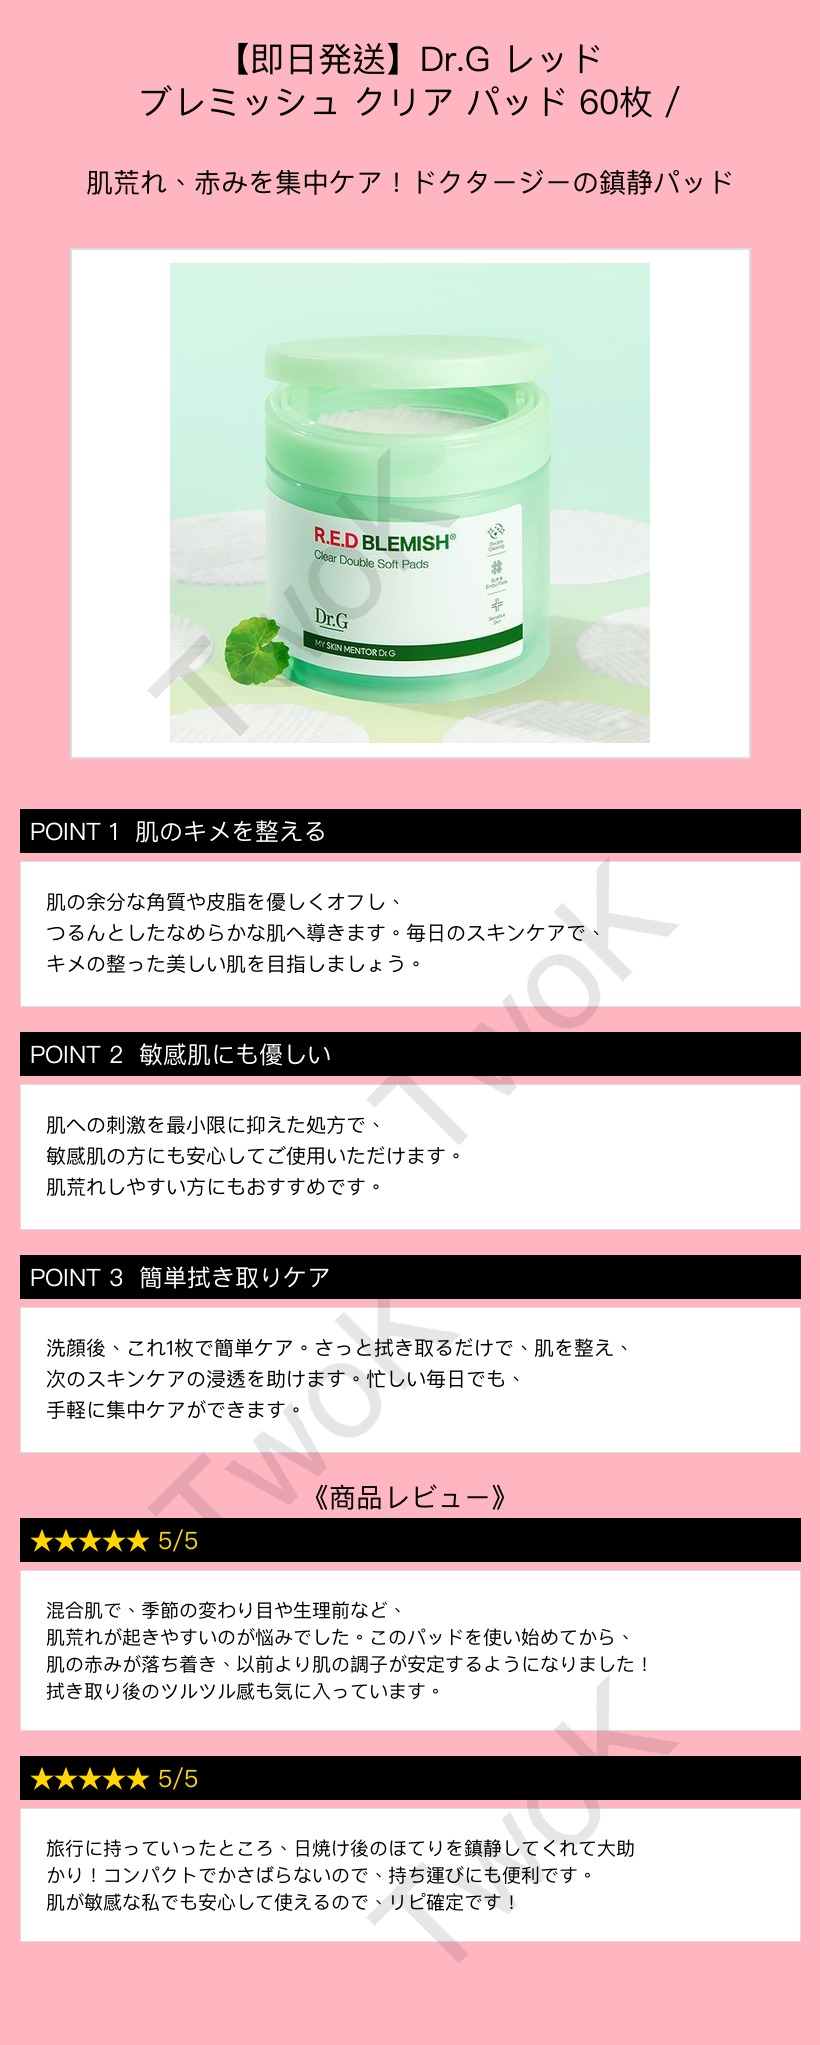 【即日発送】Dr.G レッド
ブレミッシュ クリア パッド 60枚 /
肌荒れ、赤みを集中ケア！ドクタージーの鎮静パッド
R.E.D BLEMISH®
Clear Double Soft Pads
Double
Clearing
Soft &
Embo Pads
Sensitive
Skin
Dr.G
MY SKIN MENTOR Dr.G
TwoK
POINT 1 肌のキメを整える
肌の余分な角質や皮脂を優しくオフし、
つるんとしたなめらかな肌へ導きます。毎日のスキンケアで、
キメの整った美しい肌を目指しましょう。
TwoK
POINT 2 敏感肌にも優しい
肌への刺激を最小限に抑えた処方で、
敏感肌の方にも安心してご使用いただけます。
肌荒れしやすい方にもおすすめです。
POINT 3 簡単拭き取りケア
洗顔後、これ1枚で簡単ケア。さっと拭き取るだけで、肌を整え、
次のスキンケアの浸透を助けます。忙しい毎日でも、
手軽に集中ケアができます。
TwoK
《商品レビュー》
★★★★★ 5/5
混合肌で、季節の変わり目や生理前など、
肌荒れが起きやすいのが悩みでした。このパッドを使い始めてから、
肌の赤みが落ち着き、以前より肌の調子が安定するようになりました！
拭き取り後のツルツル感も気に入っています。
★★★★★ 5/5
旅行に持っていったところ、日焼け後のほてりを鎮静してくれて大助
かり！コンパクトでかさばらないので、持ち運びにも便利です。
肌が敏感な私でも安心して使えるので、リピ確定です！
TwoK